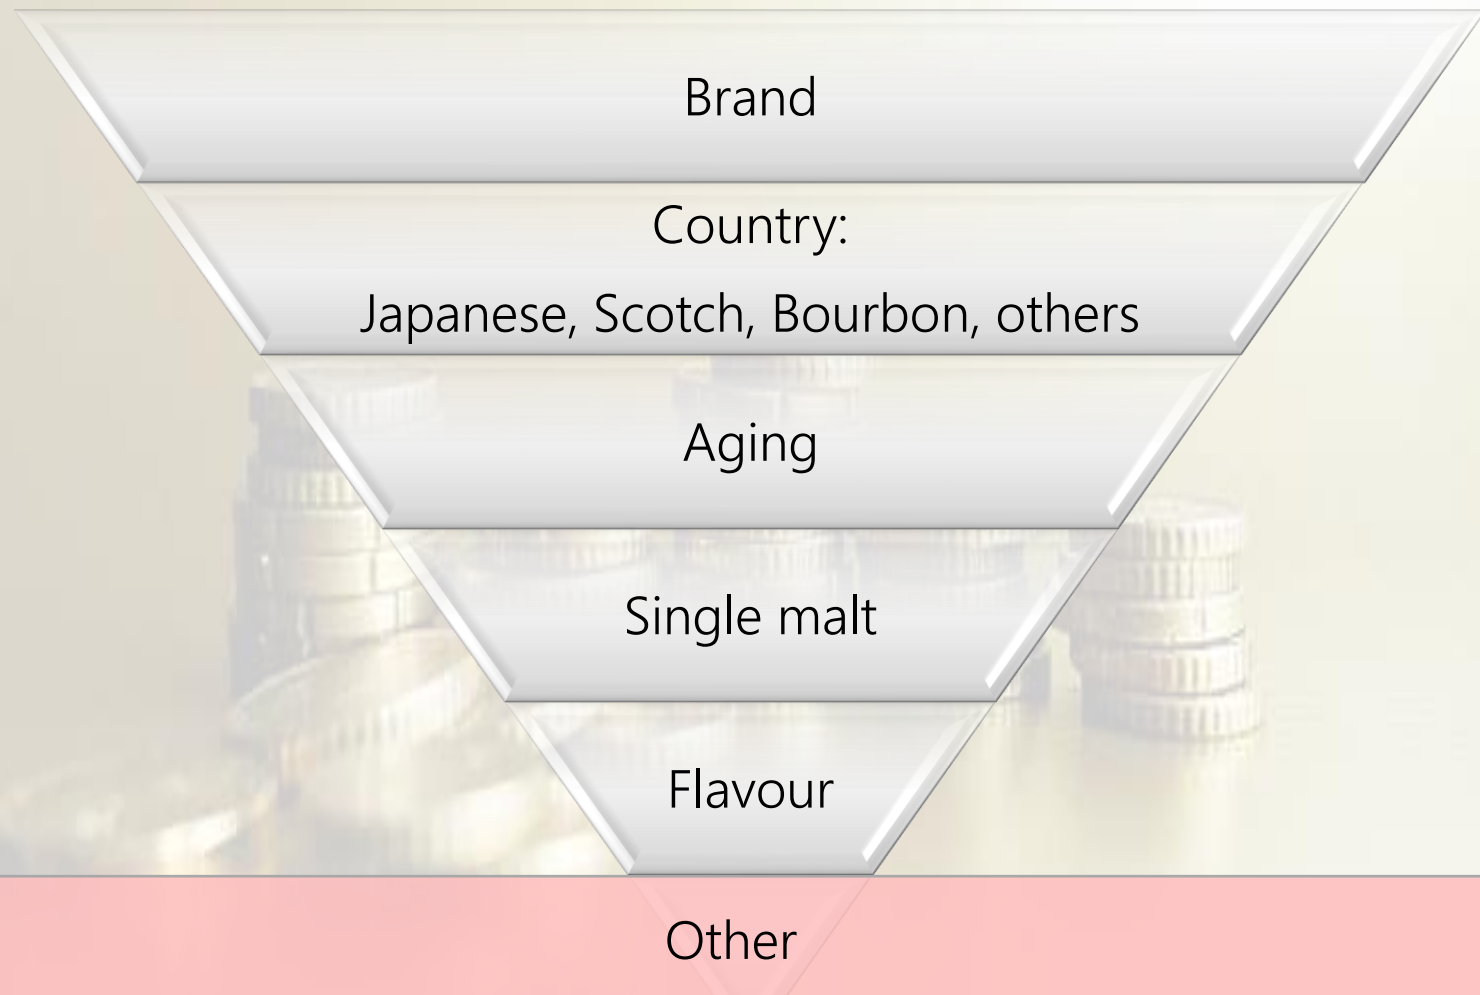 Brand
Country:
Japanese, Scotch, Bourbon, others
Aging
Single malt
Flavour
Other